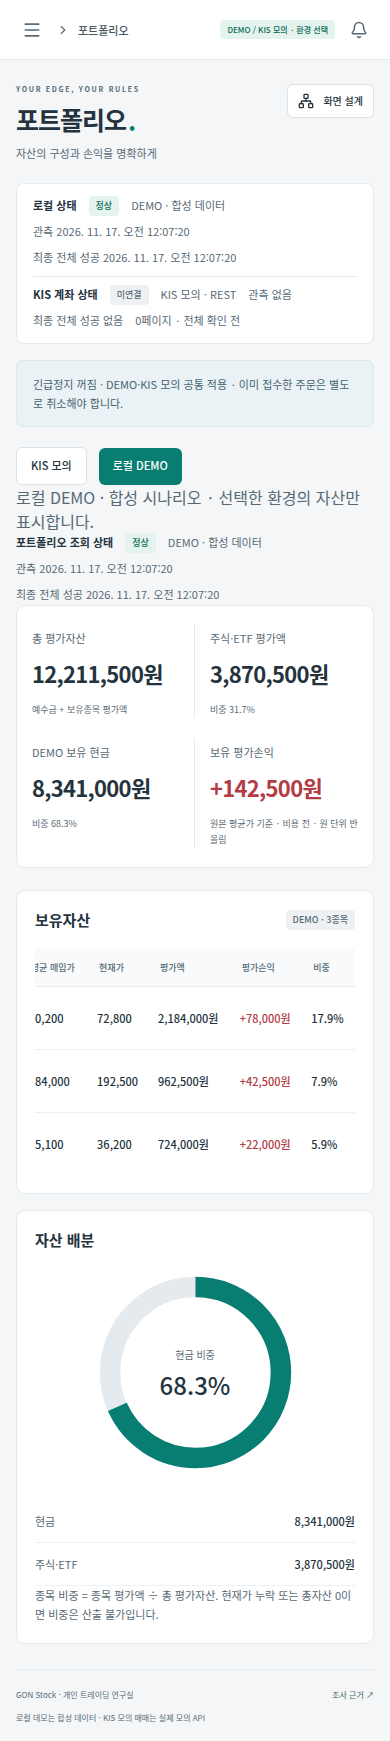 포트폴리오
DEMO / KIS 모의 · 환경 선택
YOUR EDGE, YOUR RULES
포트폴리오.
자산의 구성과 손익을 명확하게
화면 설계
로컬 상태 정상 DEMO · 합성 데이터
관측 2026. 11. 17. 오전 12:07:20
최종 전체 성공 2026. 11. 17. 오전 12:07:20
KIS 계좌 상태 미연결 KIS 모의 · REST 관측 없음
최종 전체 성공 없음 0페이지 · 전체 확인 전
긴급정지 꺼짐 · DEMO·KIS 모의 공통 적용 · 이미 접수한 주문은 별도
로 취소해야 합니다.
KIS 모의 로컬 DEMO
로컬 DEMO · 합성 시나리오 · 선택한 환경의 자산만
표시합니다.
포트폴리오 조회 상태 정상 DEMO · 합성 데이터
관측 2026. 11. 17. 오전 12:07:20
최종 전체 성공 2026. 11. 17. 오전 12:07:20
총 평가자산
12,211,500원
예수금 + 보유종목 평가액
주식·ETF 평가액
3,870,500원
비중 31.7%
DEMO 보유 현금
8,341,000원
비중 68.3%
보유 평가손익
+142,500원
원본 평균가 기준 · 비용 전 · 원 단위 반
올림
보유자산 DEMO · 3종목
매입가 현재가 평가액 평가손익 비중
0,200 72,800 2,184,000원 +78,000원 17.9%
84,000 192,500 962,500원 +42,500원 7.9%
5,100 36,200 724,000원 +22,000원 5.9%
자산 배분
현금 비중
68.3%
현금 8,341,000원
주식·ETF 3,870,500원
종목 비중 = 종목 평가액 ÷ 총 평가자산. 현재가 누락 또는 총자산 0이
면 비중은 산출 불가입니다.
GON Stock · 개인 트레이딩 연구실
조사 근거 ↗
로컬 데모는 합성 데이터 · KIS 모의 매매는 실제 모의 API